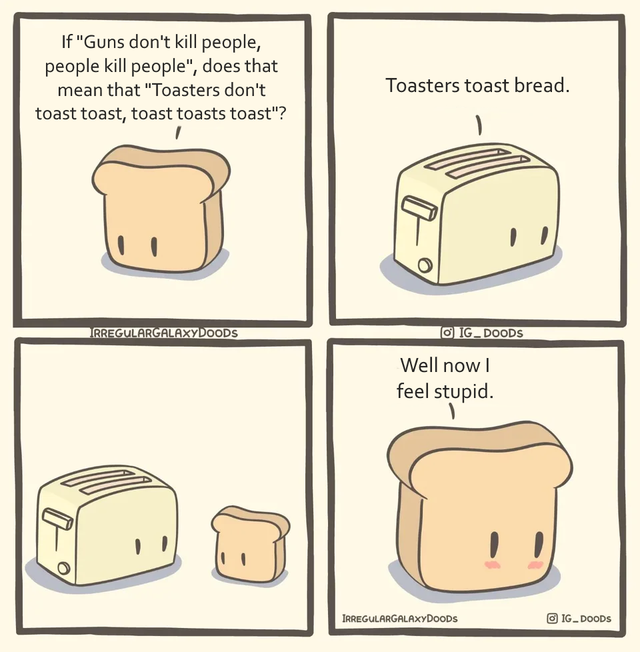 If "Guns don't kill people,
people kill people", does that
mean that "Toasters don't
toast toast, toast toasts toast"?
Toasters toast bread.
IRREGULARGALAXYDOODS
IG_DOODS
Well now I
feel stupid.
IRREGULARGALAXYDOODS
IG_DOODS